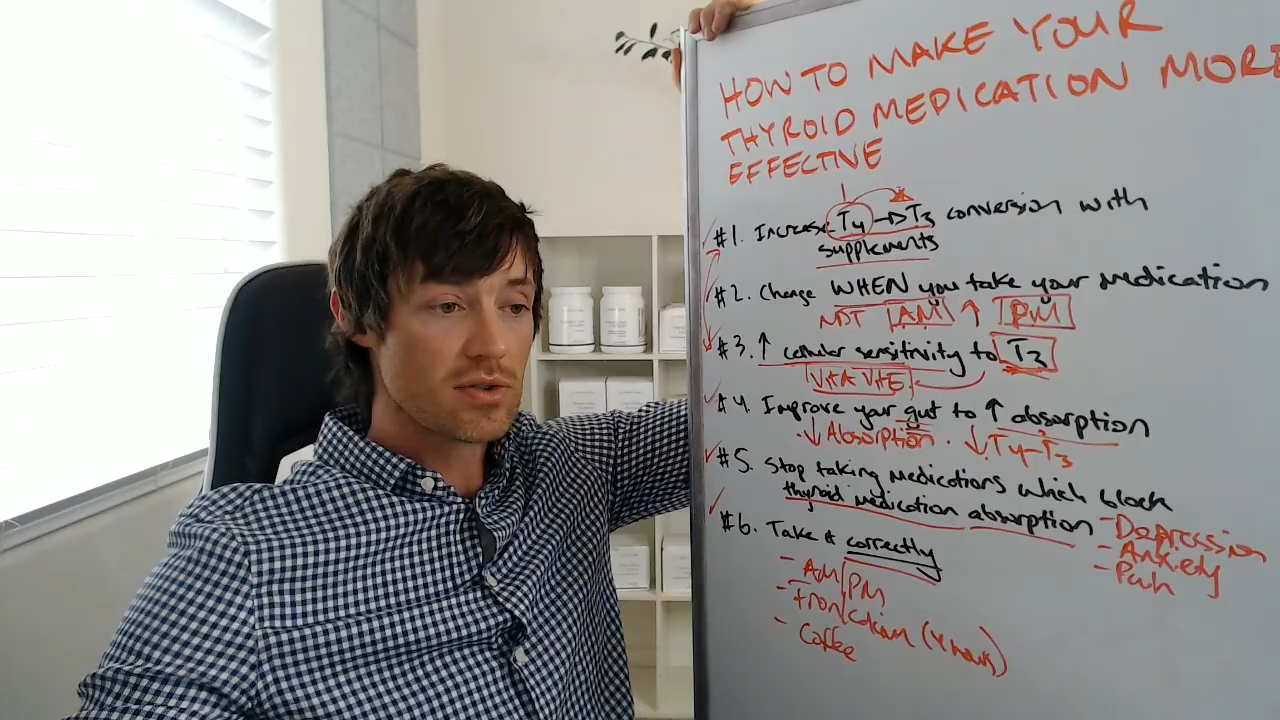 HOW TO MAKE YOUR
THYROID MEDICATION MORE
EFFECTIVE
#1. Increase T4 → T3 conversion with
supplements
#2. Change WHEN you take your medication
NOT AM ↑ PM
#3. ↑ cellular sensitivity to T3
#4. Improve your gut to ↑ absorption
· ↓ Absorption · ↓ T4-T3
#5. Stop taking medications which block
thyroid medication absorption
- Depression
- Anxiety
- Pain
#6. Take it correctly
- AM/PM
- Iron/calcium (4 hours)
- Coffee